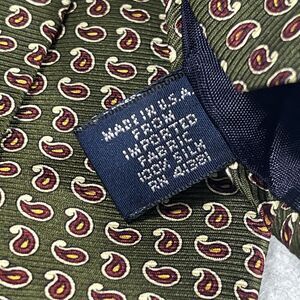 MADE IN U.S.A.
FROM
IMPORTED
FABRIC
100% SILK
RN 41381